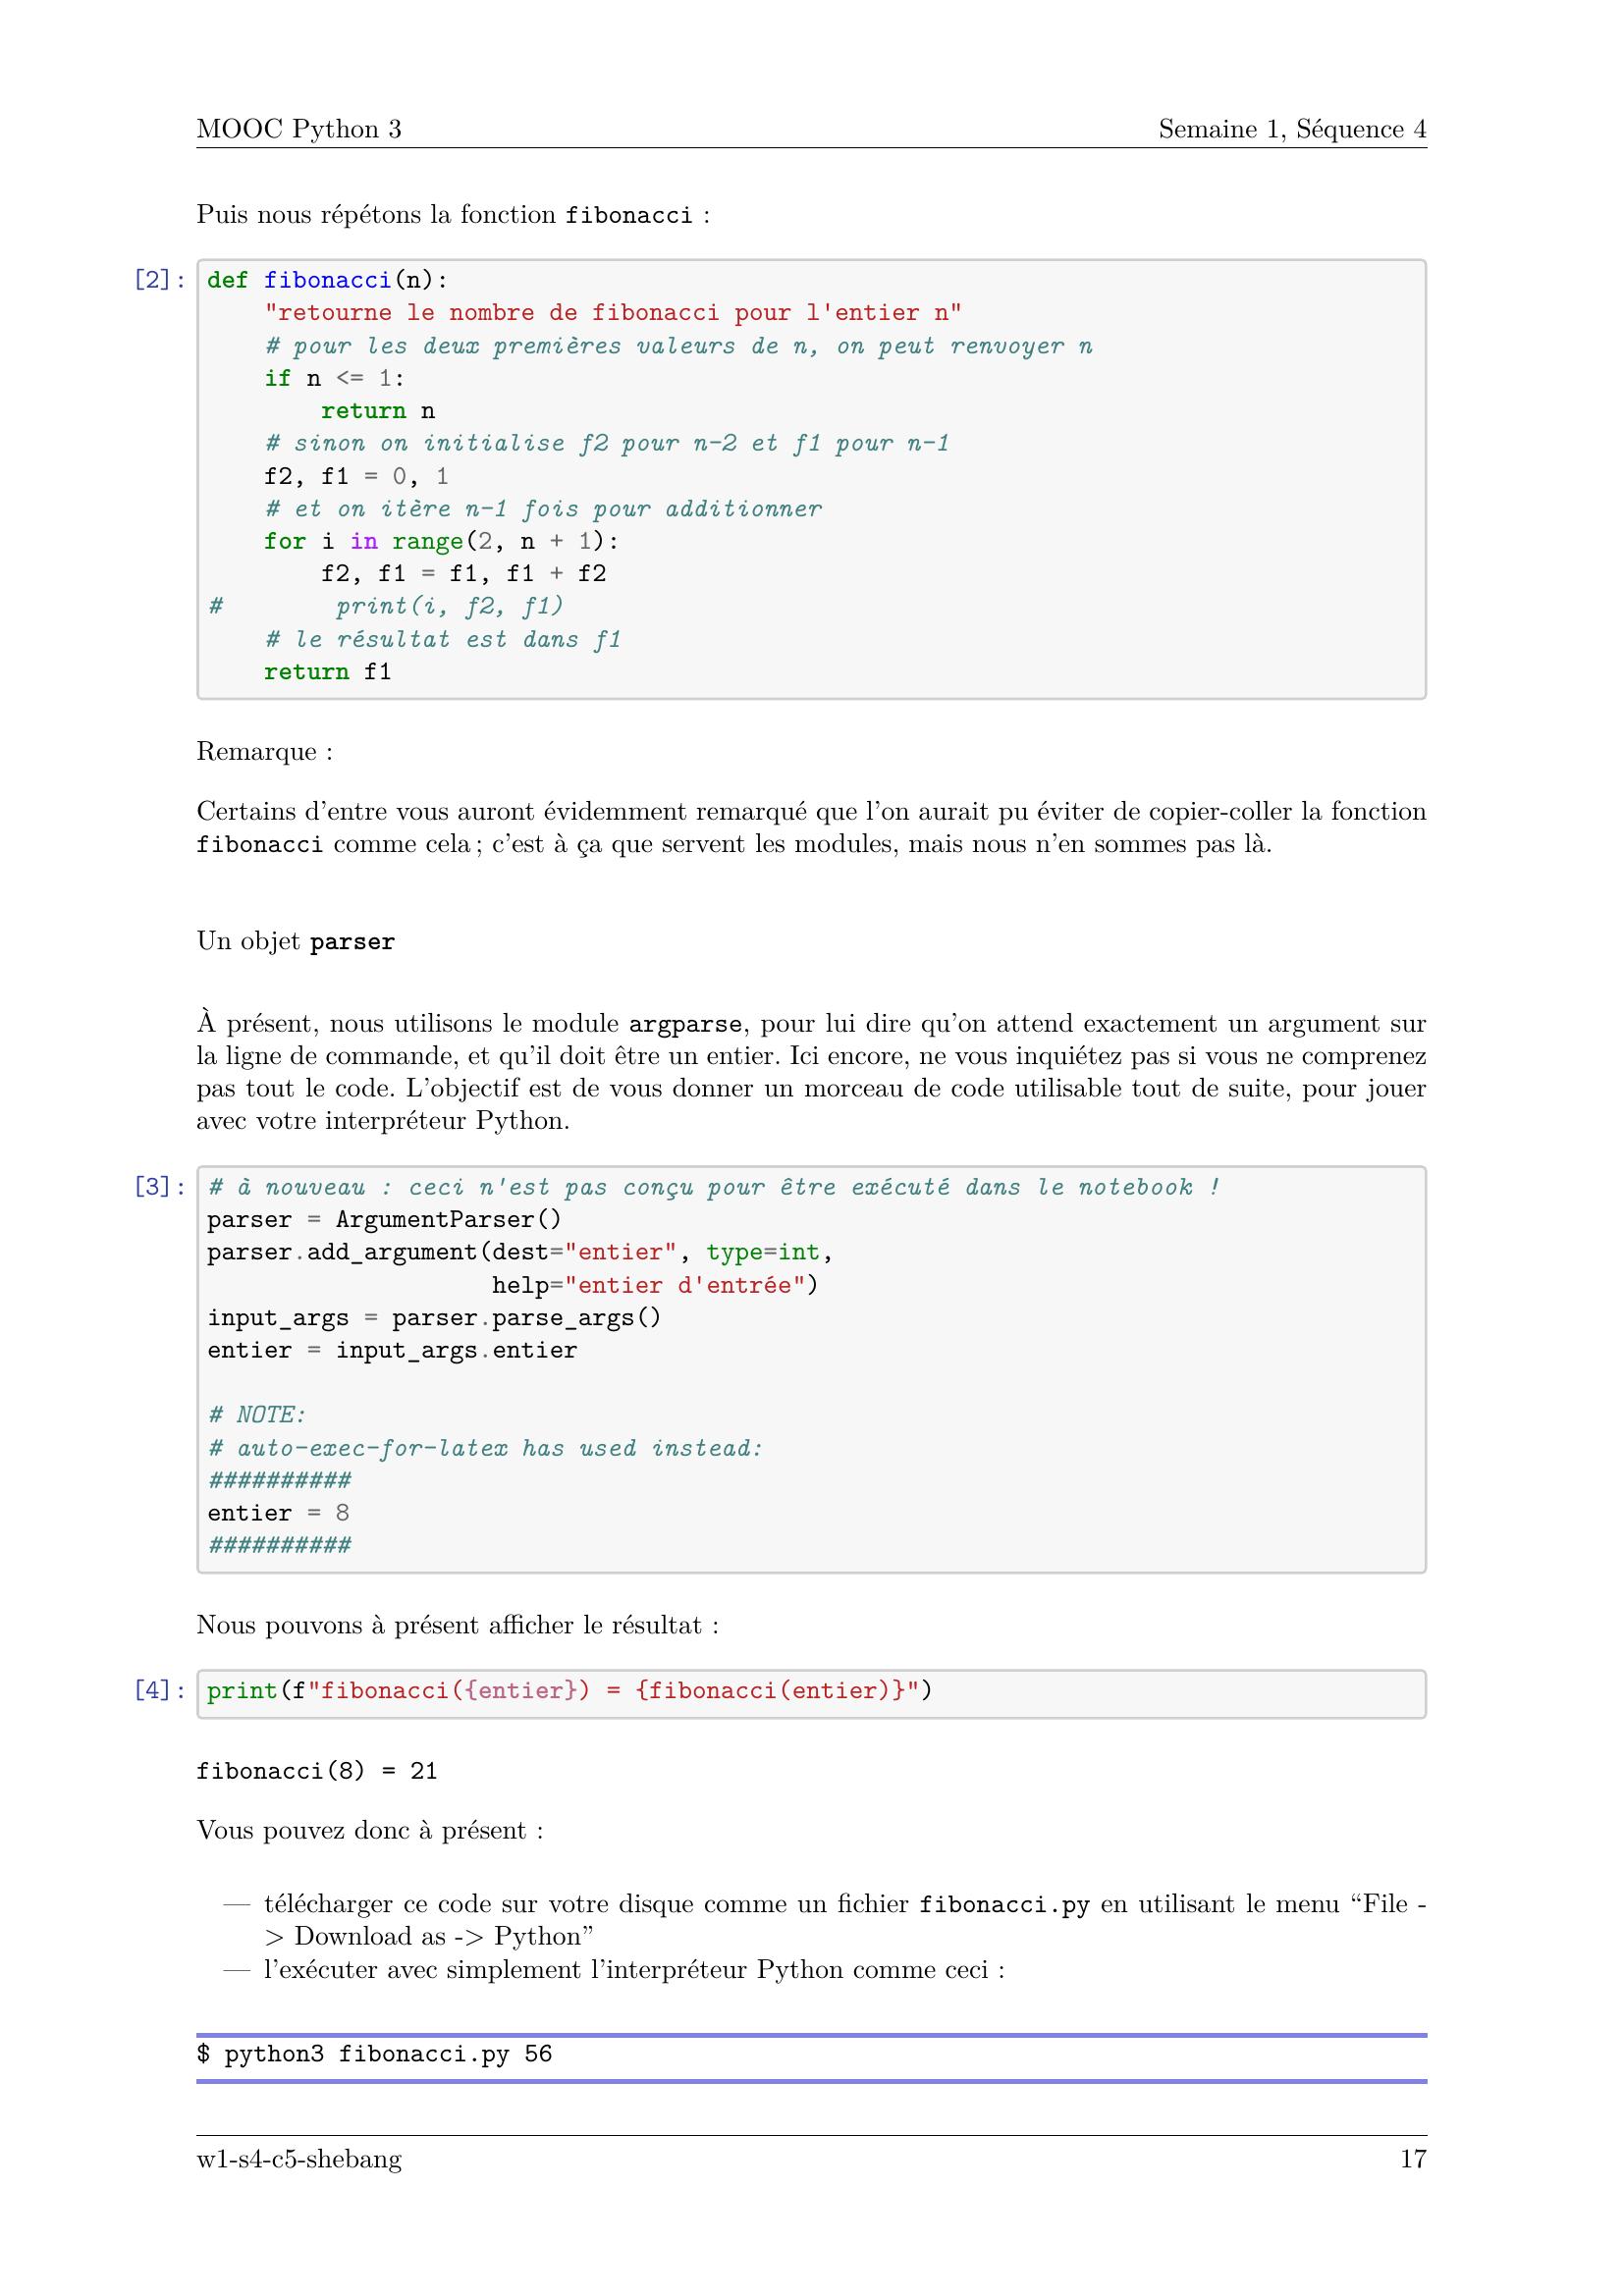 MOOC Python 3 Semaine 1, Séquence 4
Puis nous répétons la fonction fibonacci :
[2]: def fibonacci(n):
    "retourne le nombre de fibonacci pour l'entier n"
    # pour les deux premières valeurs de n, on peut renvoyer n
    if n <= 1:
        return n
    # sinon on initialise f2 pour n-2 et f1 pour n-1
    f2, f1 = 0, 1
    # et on itère n-1 fois pour additionner
    for i in range(2, n + 1):
        f2, f1 = f1, f1 + f2
#        print(i, f2, f1)
    # le résultat est dans f1
    return f1
Remarque :
Certains d'entre vous auront évidemment remarqué que l'on aurait pu éviter de copier-coller la fonction
fibonacci comme cela ; c'est à ça que servent les modules, mais nous n'en sommes pas là.
Un objet parser
À présent, nous utilisons le module argparse, pour lui dire qu'on attend exactement un argument sur
la ligne de commande, et qu'il doit être un entier. Ici encore, ne vous inquiétez pas si vous ne comprenez
pas tout le code. L'objectif est de vous donner un morceau de code utilisable tout de suite, pour jouer
avec votre interpréteur Python.
[3]: # à nouveau : ceci n'est pas conçu pour être exécuté dans le notebook !
parser = ArgumentParser()
parser.add_argument(dest="entier", type=int,
                    help="entier d'entrée")
input_args = parser.parse_args()
entier = input_args.entier
# NOTE:
# auto-exec-for-latex has used instead:
##########
entier = 8
##########
Nous pouvons à présent afficher le résultat :
[4]: print(f"fibonacci({entier}) = {fibonacci(entier)}")
fibonacci(8) = 21
Vous pouvez donc à présent :
— télécharger ce code sur votre disque comme un fichier fibonacci.py en utilisant le menu “File -
> Download as -> Python”
— l'exécuter avec simplement l'interpréteur Python comme ceci :
$ python3 fibonacci.py 56
w1-s4-c5-shebang 17